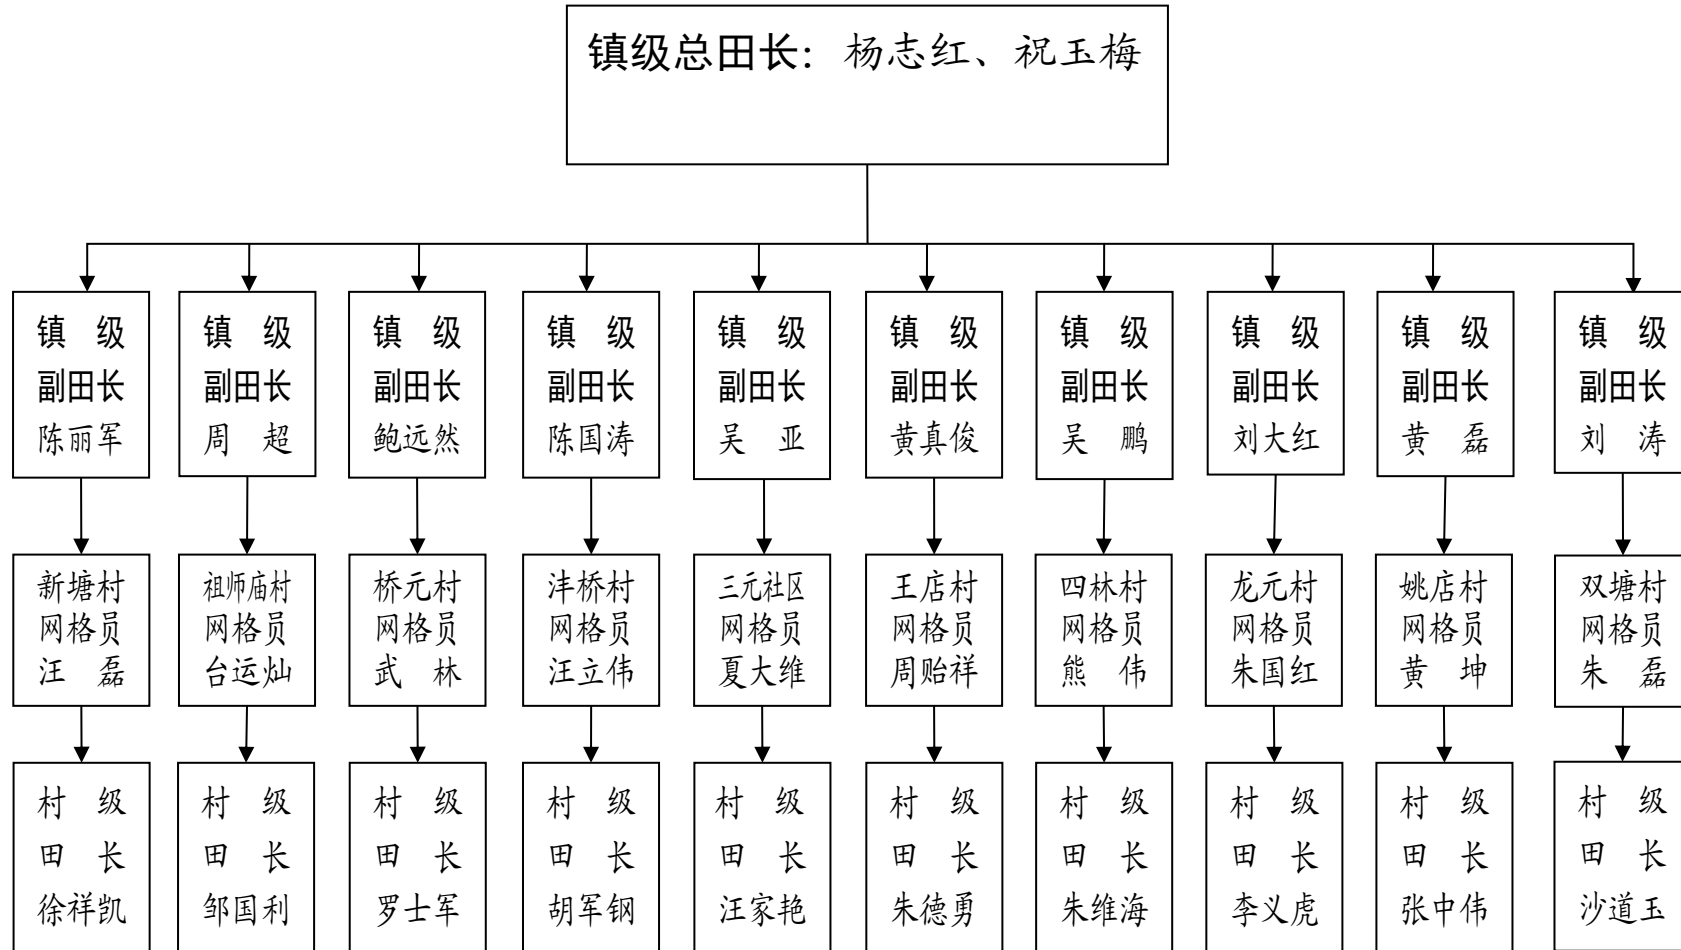 镇级总田长：杨志红、祝玉梅
镇 级
副田长
陈丽军
镇 级
副田长
周 超
镇 级
副田长
鲍远然
镇 级
副田长
陈国涛
镇 级
副田长
吴 亚
镇 级
副田长
黄真俊
镇 级
副田长
吴 鹏
镇 级
副田长
刘大红
镇 级
副田长
黄 磊
镇 级
副田长
刘 涛
新塘村
网格员
汪 磊
祖师庙村
网格员
台运灿
桥元村
网格员
武 林
沣桥村
网格员
汪立伟
三元社区
网格员
夏大维
王店村
网格员
周贻祥
四林村
网格员
熊 伟
龙元村
网格员
朱国红
姚店村
网格员
黄 坤
双塘村
网格员
朱 磊
村 级
田 长
徐祥凯
村 级
田 长
邹国利
村 级
田 长
罗士军
村 级
田 长
胡军钢
村 级
田 长
汪家艳
村 级
田 长
朱德勇
村 级
田 长
朱维海
村 级
田 长
李义虎
村 级
田 长
张中伟
村 级
田 长
沙道玉